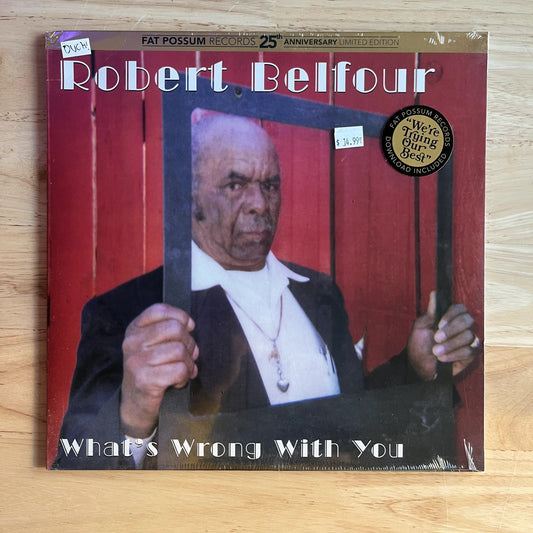 FAT POSSUM RECORDS 25th ANNIVERSARY LIMITED EDITION
DUCH
Robert Belfour
$ 14.99
FAT POSSUM RECORDS
"We're
Trying
Our
Best"
DOWNLOAD INCLUDED
What's Wrong With You